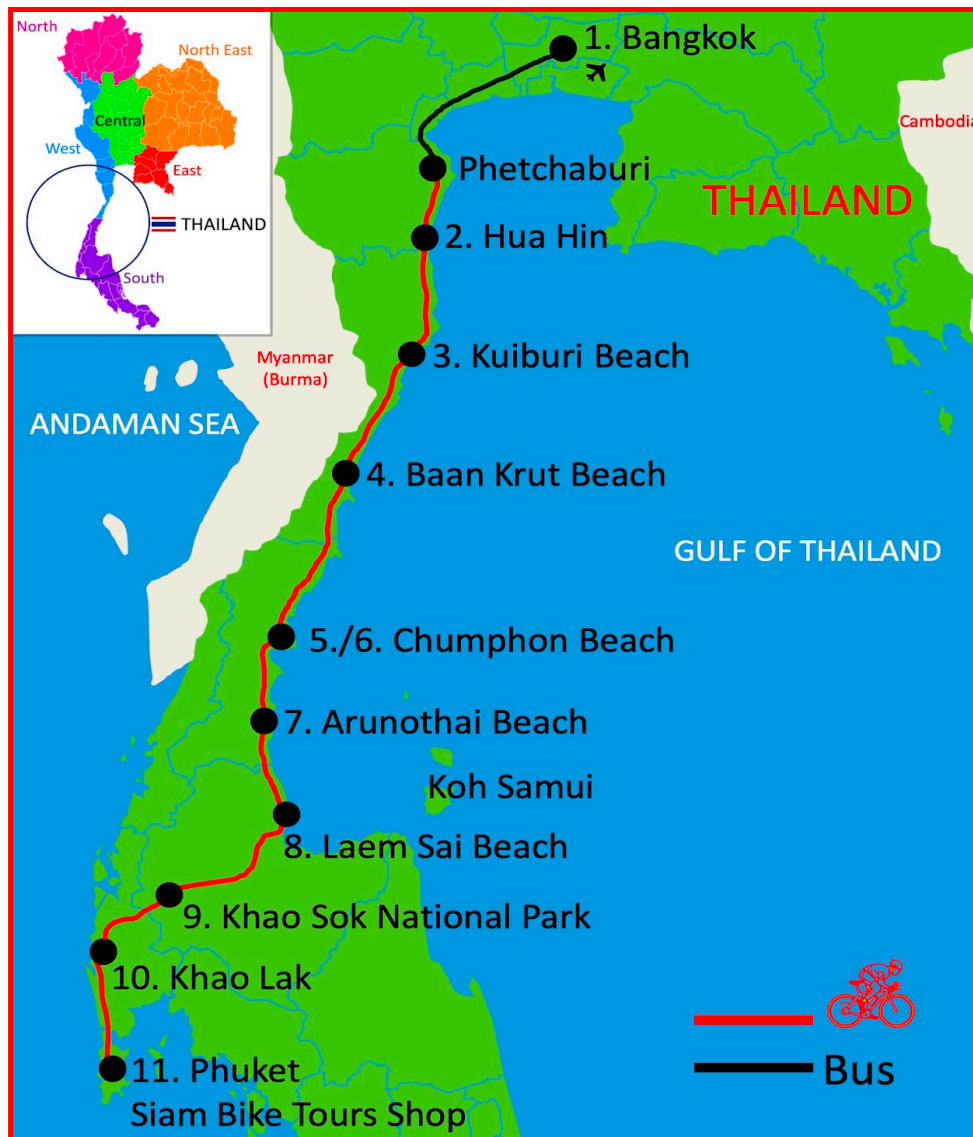 North
North East
Central
West
East
THAILAND
South
1. Bangkok
Cambodia
Phetchaburi
THAILAND
2. Hua Hin
3. Kuiburi Beach
Myanmar
(Burma)
ANDAMAN SEA
4. Baan Krut Beach
GULF OF THAILAND
5./6. Chumphon Beach
7. Arunothai Beach
Koh Samui
8. Laem Sai Beach
9. Khao Sok National Park
10. Khao Lak
11. Phuket
Siam Bike Tours Shop
Bus